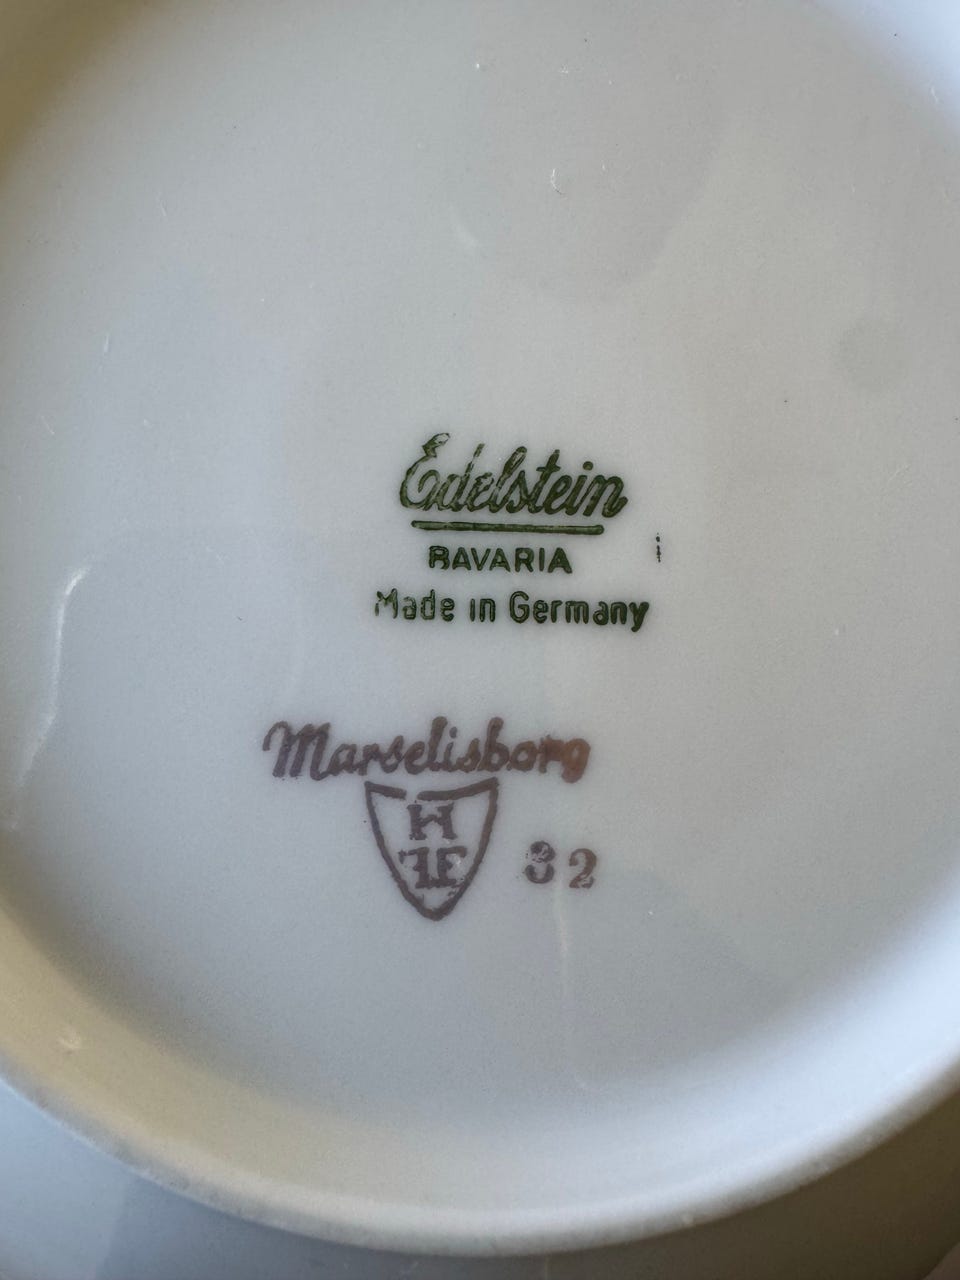 Edelstein
BAVARIA
Made in Germany
Marselisborg
H
32